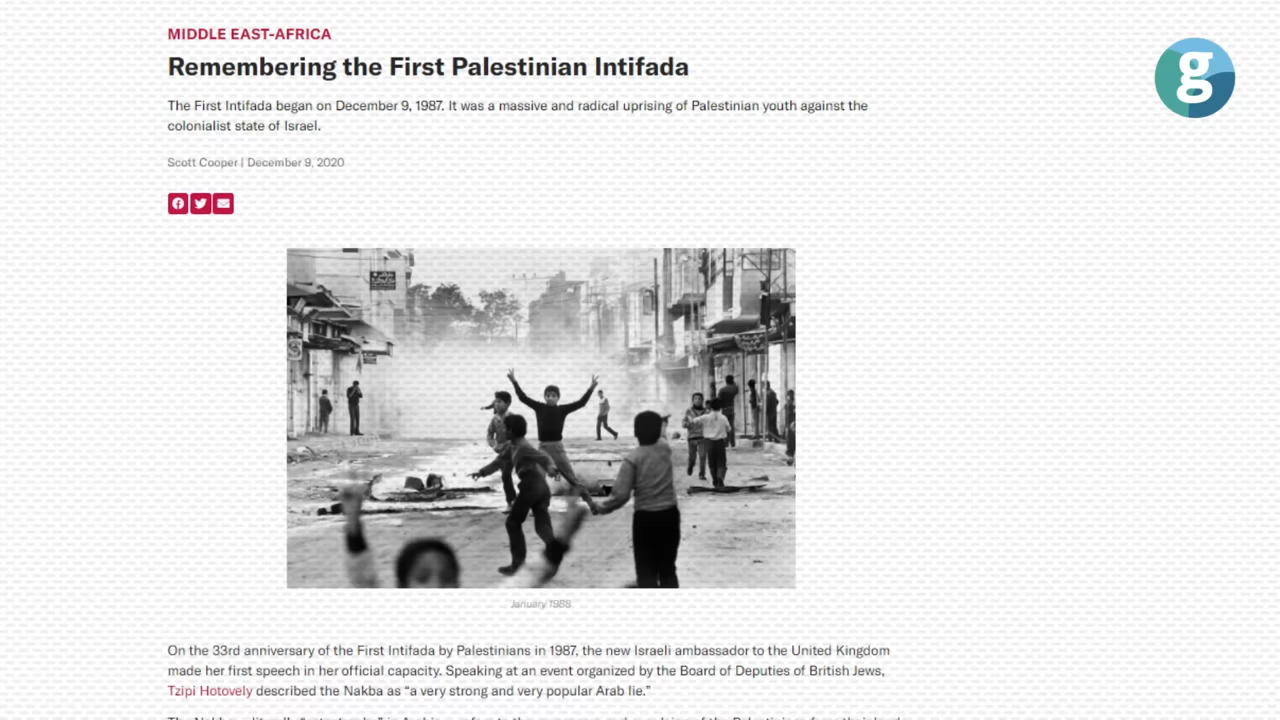 MIDDLE EAST-AFRICA
g
Remembering the First Palestinian Intifada
The First Intifada began on December 9, 1987. It was a massive and radical uprising of Palestinian youth against the
colonialist state of Israel.
Scott Cooper | December 9, 2020
January 1988
On the 33rd anniversary of the First Intifada by Palestinians in 1987, the new Israeli ambassador to the United Kingdom
made her first speech in her official capacity. Speaking at an event organized by the Board of Deputies of British Jews,
Tzipi Hotovely described the Nakba as “a very strong and very popular Arab lie.”